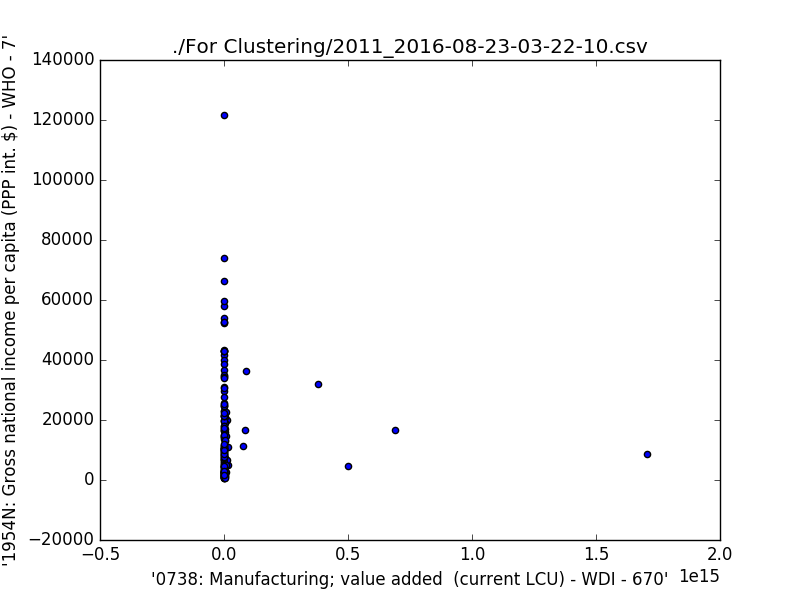 ./For Clustering/2011_2016-08-23-03-22-10.csv
'1954N: Gross national income per capita (PPP int. $) - WHO - 7'
140000
120000
100000
80000
60000
40000
20000
0
−20000
−0.5 0.0 0.5 1.0 1.5 2.0
1e15
'0738: Manufacturing; value added  (current LCU) - WDI - 670'